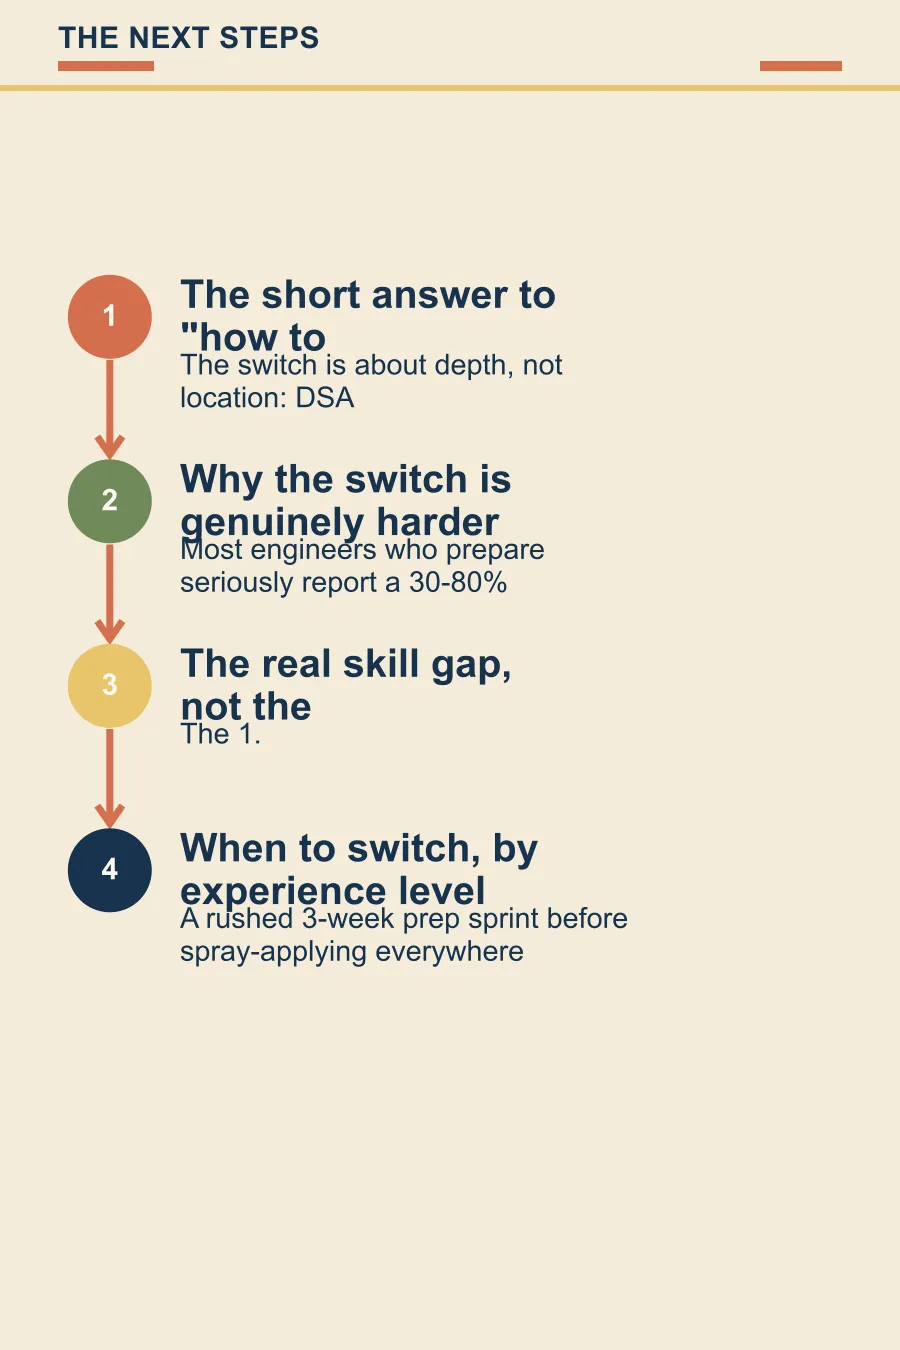 THE NEXT STEPS
1
The short answer to
"how to
The switch is about depth, not
location: DSA
2
Why the switch is
genuinely harder
Most engineers who prepare
seriously report a 30-80%
3
The real skill gap,
not the
The 1.
4
When to switch, by
experience level
A rushed 3-week prep sprint before
spray-applying everywhere